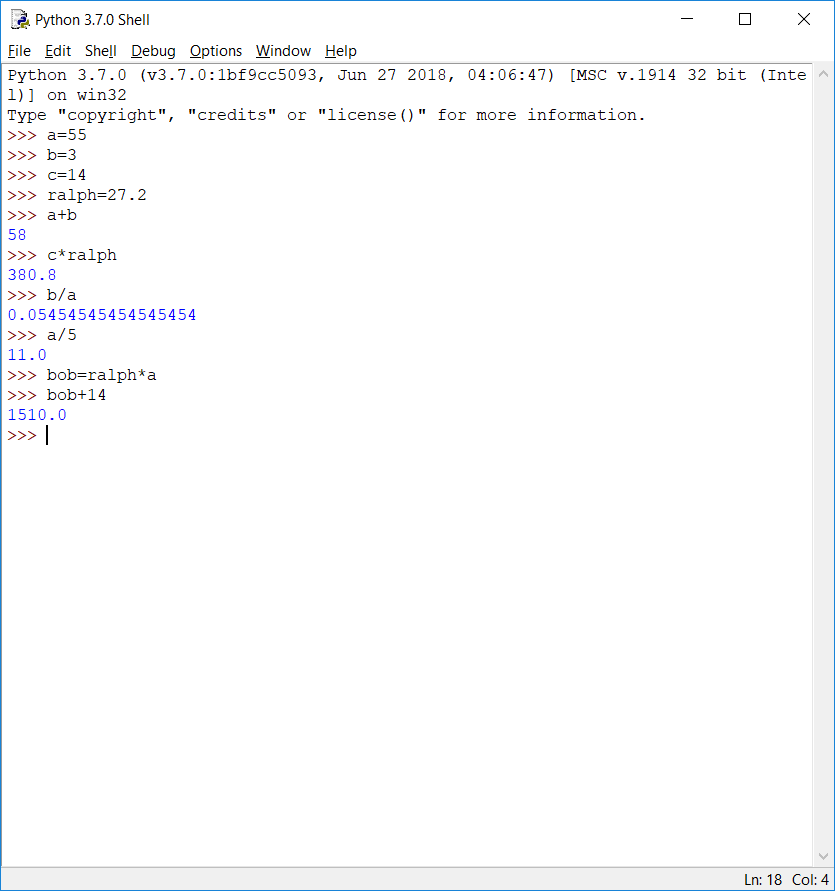 Python 3.7.0 Shell
File Edit Shell Debug Options Window Help
Python 3.7.0 (v3.7.0:1bf9cc5093, Jun 27 2018, 04:06:47) [MSC v.1914 32 bit (Inte
l)] on win32
Type "copyright", "credits" or "license()" for more information.
>>> a=55
>>> b=3
>>> c=14
>>> ralph=27.2
>>> a+b
58
>>> c*ralph
380.8
>>> b/a
0.05454545454545454
>>> a/5
11.0
>>> bob=ralph*a
>>> bob+14
1510.0
>>>
Ln: 18 Col: 4